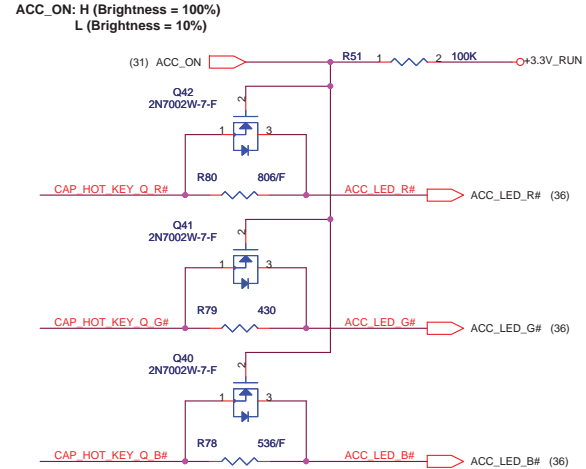 ACC_ON: H (Brightness = 100%)
L (Brightness = 10%)
(31) ACC_ON
R51 1 2 100K
+3.3V_RUN
Q42
2N7002W-7-F
2
1 3
R80 806/F
CAP_HOT_KEY_Q_R# ACC_LED_R# ACC_LED_R# (36)
Q41
2N7002W-7-F
2
1 3
R79 430
CAP_HOT_KEY_Q_G# ACC_LED_G# ACC_LED_G# (36)
Q40
2N7002W-7-F
2
1 3
R78 536/F
CAP_HOT_KEY_Q_B# ACC_LED_B# ACC_LED_B# (36)